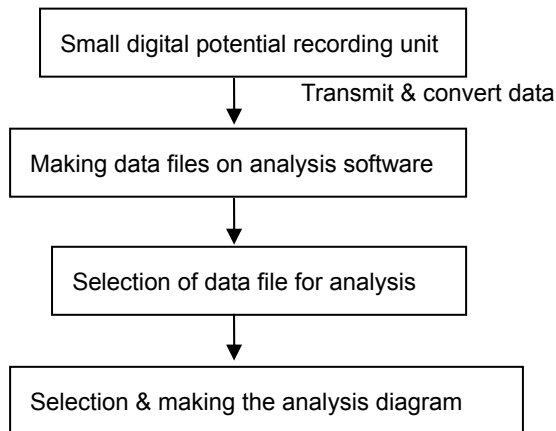 Small digital potential recording unit
Transmit & convert data
Making data files on analysis software
Selection of data file for analysis
Selection & making the analysis diagram